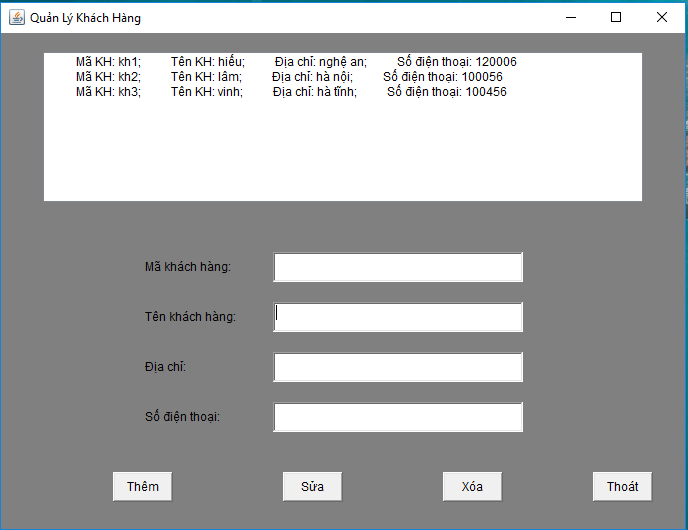 Quản Lý Khách Hàng
Mã KH: kh1; Tên KH: hiếu; Địa chỉ: nghệ an; Số điện thoại: 120006
Mã KH: kh2; Tên KH: lâm; Địa chỉ: hà nội; Số điện thoại: 100056
Mã KH: kh3; Tên KH: vinh; Địa chỉ: hà tĩnh; Số điện thoại: 100456
Mã khách hàng:
Tên khách hàng:
Địa chỉ:
Số điện thoại:
Thêm Sửa Xóa Thoát